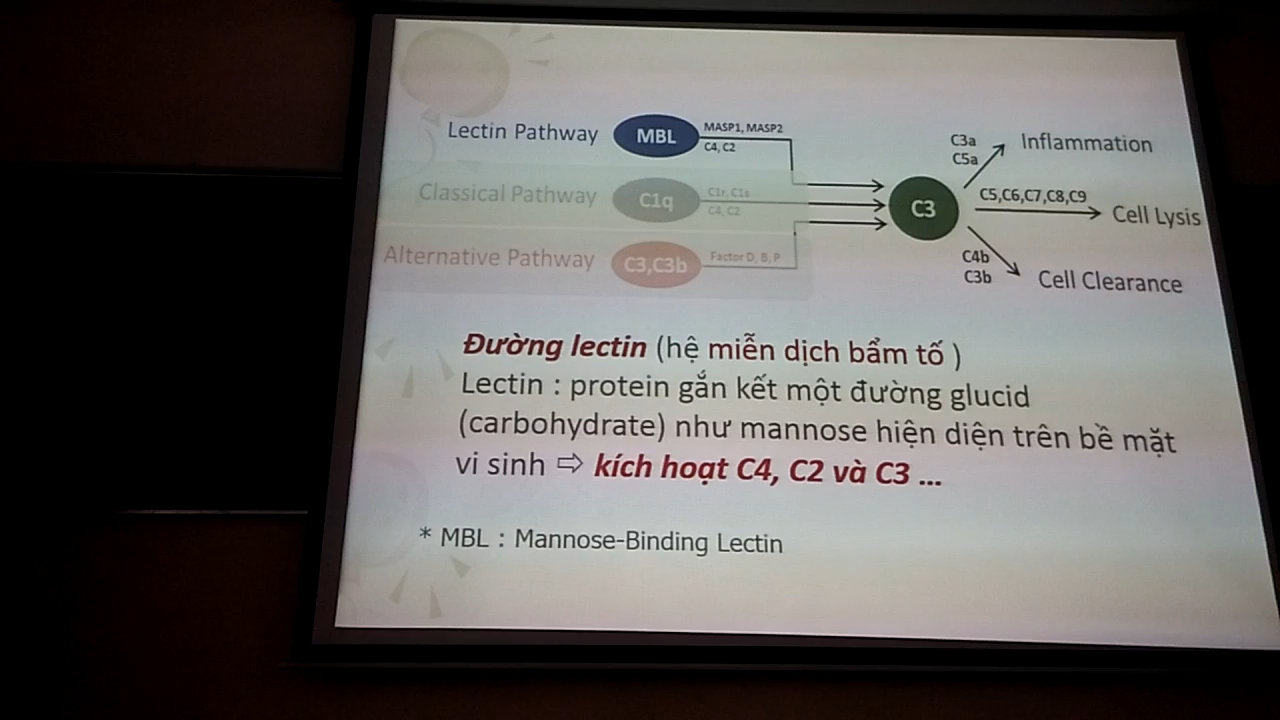 Lectin Pathway MBL MASP1, MASP2
C4, C2
Classical Pathway C1q C1r, C1s
C4, C2
Alternative Pathway C3,C3b Factor D, B, P
C3
C3a
C5a
Inflammation
C5,C6,C7,C8,C9
Cell Lysis
C4b
C3b
Cell Clearance
Đường lectin (hệ miễn dịch bẩm tố )
Lectin : protein gắn kết một đường glucid
(carbohydrate) như mannose hiện diện trên bề mặt
vi sinh ⇨ kích hoạt C4, C2 và C3 ...
* MBL : Mannose-Binding Lectin